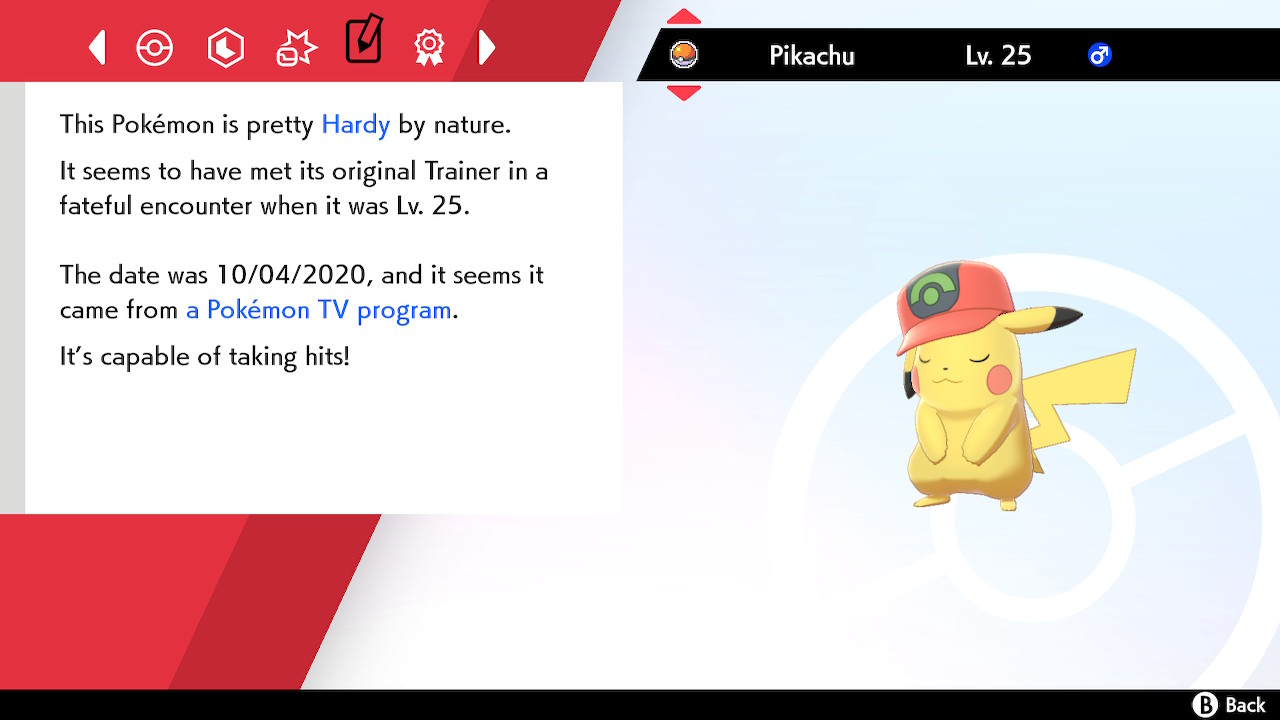 Pikachu Lv. 25 ♂
This Pokémon is pretty Hardy by nature.
It seems to have met its original Trainer in a
fateful encounter when it was Lv. 25.
The date was 10/04/2020, and it seems it
came from a Pokémon TV program.
It's capable of taking hits!
B Back